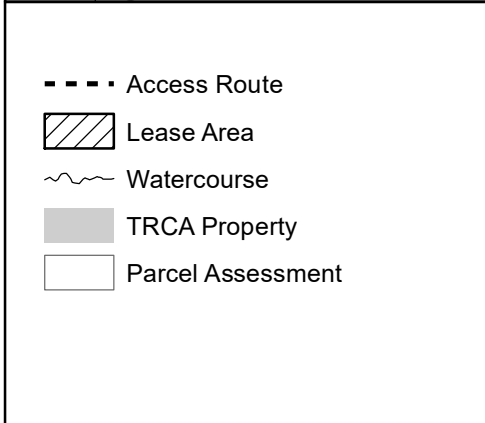 Access Route
Lease Area
Watercourse
TRCA Property
Parcel Assessment